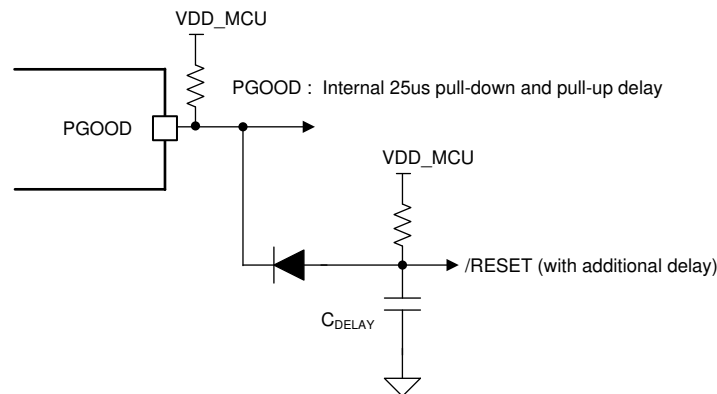 VDD_MCU
PGOOD : Internal 25us pull-down and pull-up delay
PGOOD
VDD_MCU
/RESET (with additional delay)
CDELAY